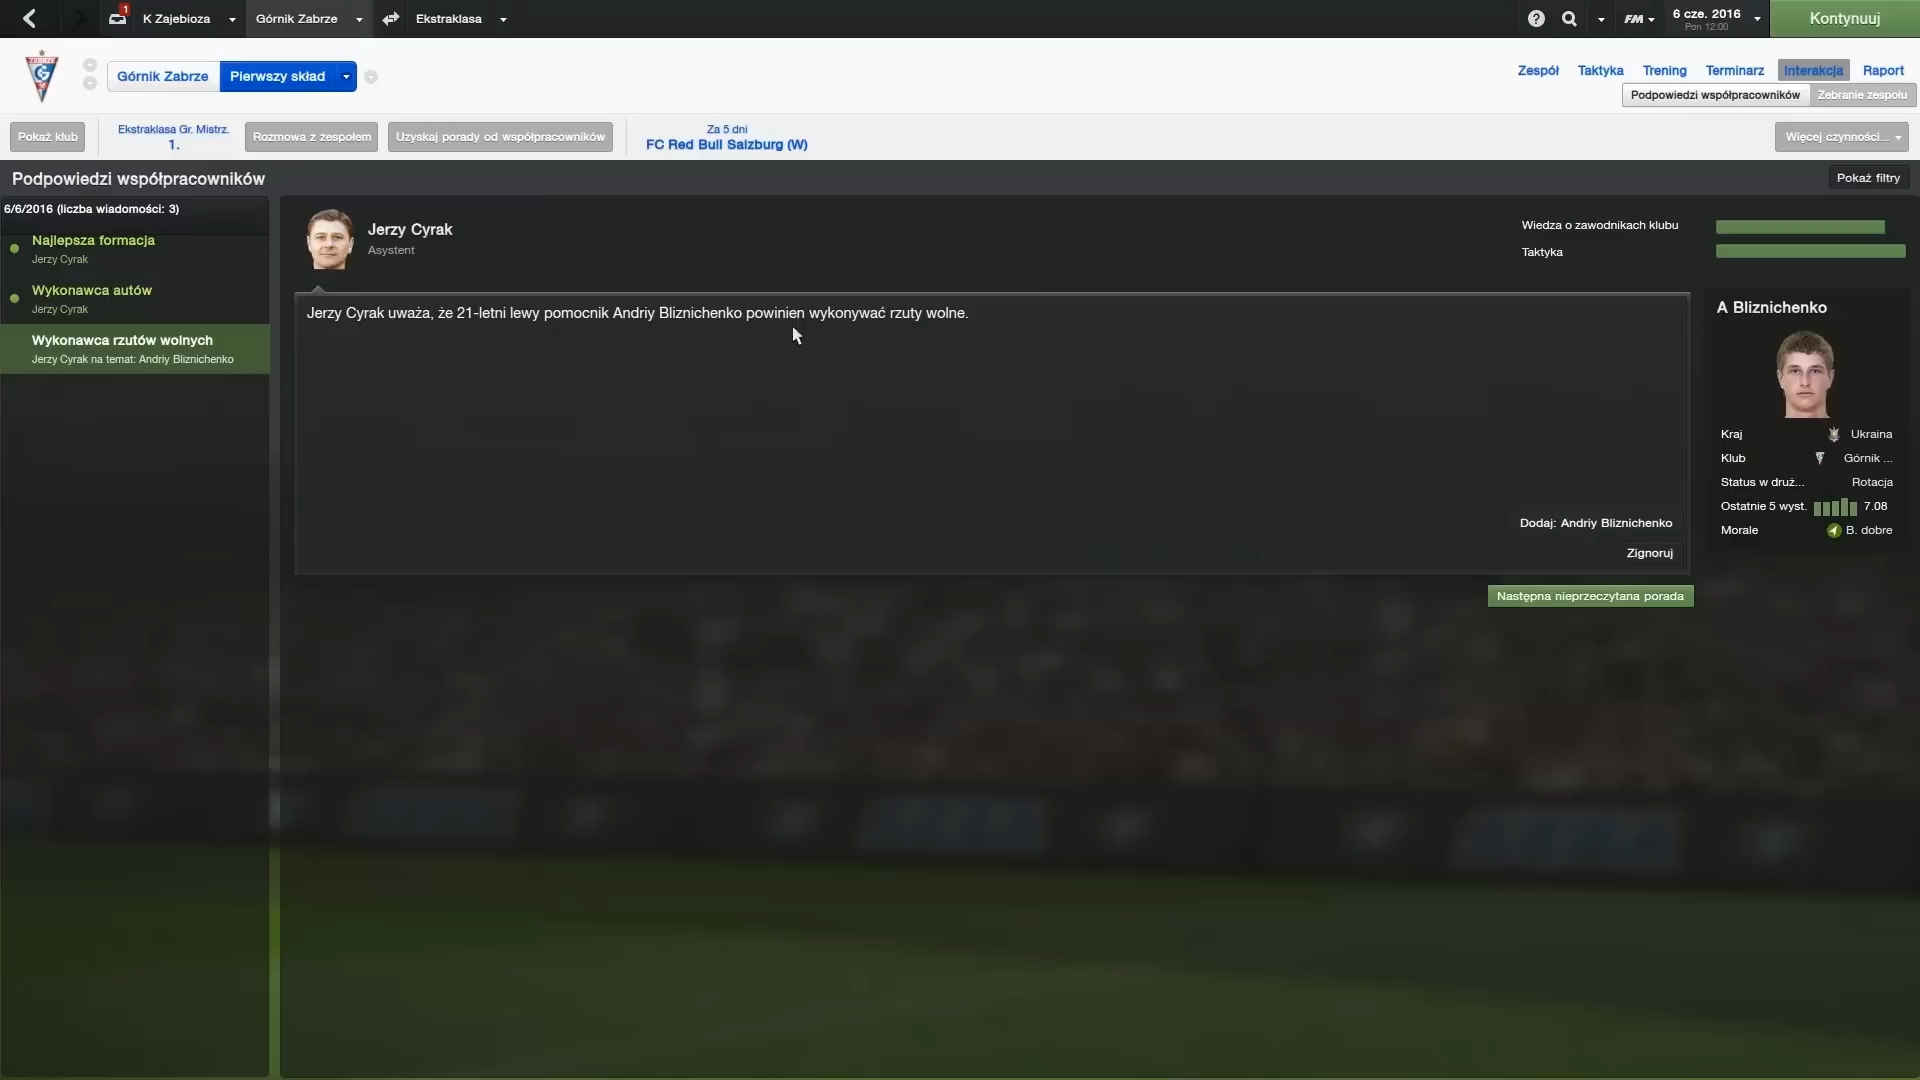 1
K Zajebioza
Górnik Zabrze
Ekstraklasa
FM
6 cze. 2016
Pon 12:00
Kontynuuj
Górnik Zabrze
Pierwszy skład
Zespół
Taktyka
Trening
Terminarz
Interakcja
Raport
Podpowiedzi współpracowników
Zebranie zespołu
Pokaż klub
Ekstraklasa Gr. Mistrz.
1.
Rozmowa z zespołem
Uzyskaj porady od współpracowników
Za 5 dni
FC Red Bull Salzburg (W)
Więcej czynności...
Podpowiedzi współpracowników
Pokaż filtry
6/6/2016 (liczba wiadomości: 3)
Najlepsza formacja
Jerzy Cyrak
Wykonawca autów
Jerzy Cyrak
Wykonawca rzutów wolnych
Jerzy Cyrak na temat: Andriy Bliznichenko
Jerzy Cyrak
Asystent
Wiedza o zawodnikach klubu
Taktyka
Jerzy Cyrak uważa, że 21-letni lewy pomocnik Andriy Bliznichenko powinien wykonywać rzuty wolne.
Dodaj: Andriy Bliznichenko
Zignoruj
Następna nieprzeczytana porada
A Bliznichenko
Kraj Ukraina
Klub Górnik ...
Status w druż... Rotacja
Ostatnie 5 wyst. 7.08
Morale B. dobre